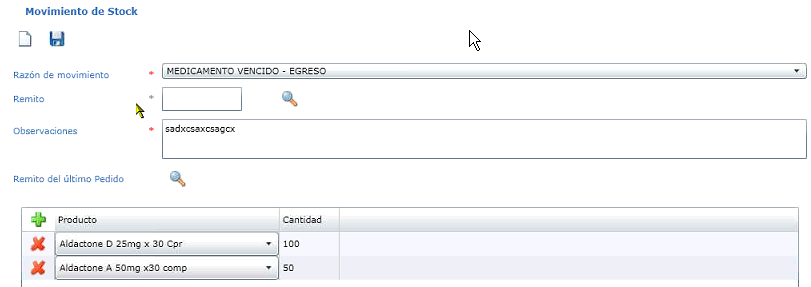 Movimiento de Stock
Razón de movimiento * MEDICAMENTO VENCIDO - EGRESO
Remito *
Observaciones * sadxcsaxcsagcx
Remito del último Pedido
Producto Cantidad
Aldactone D 25mg x 30 Cpr 100
Aldactone A 50mg x30 comp 50